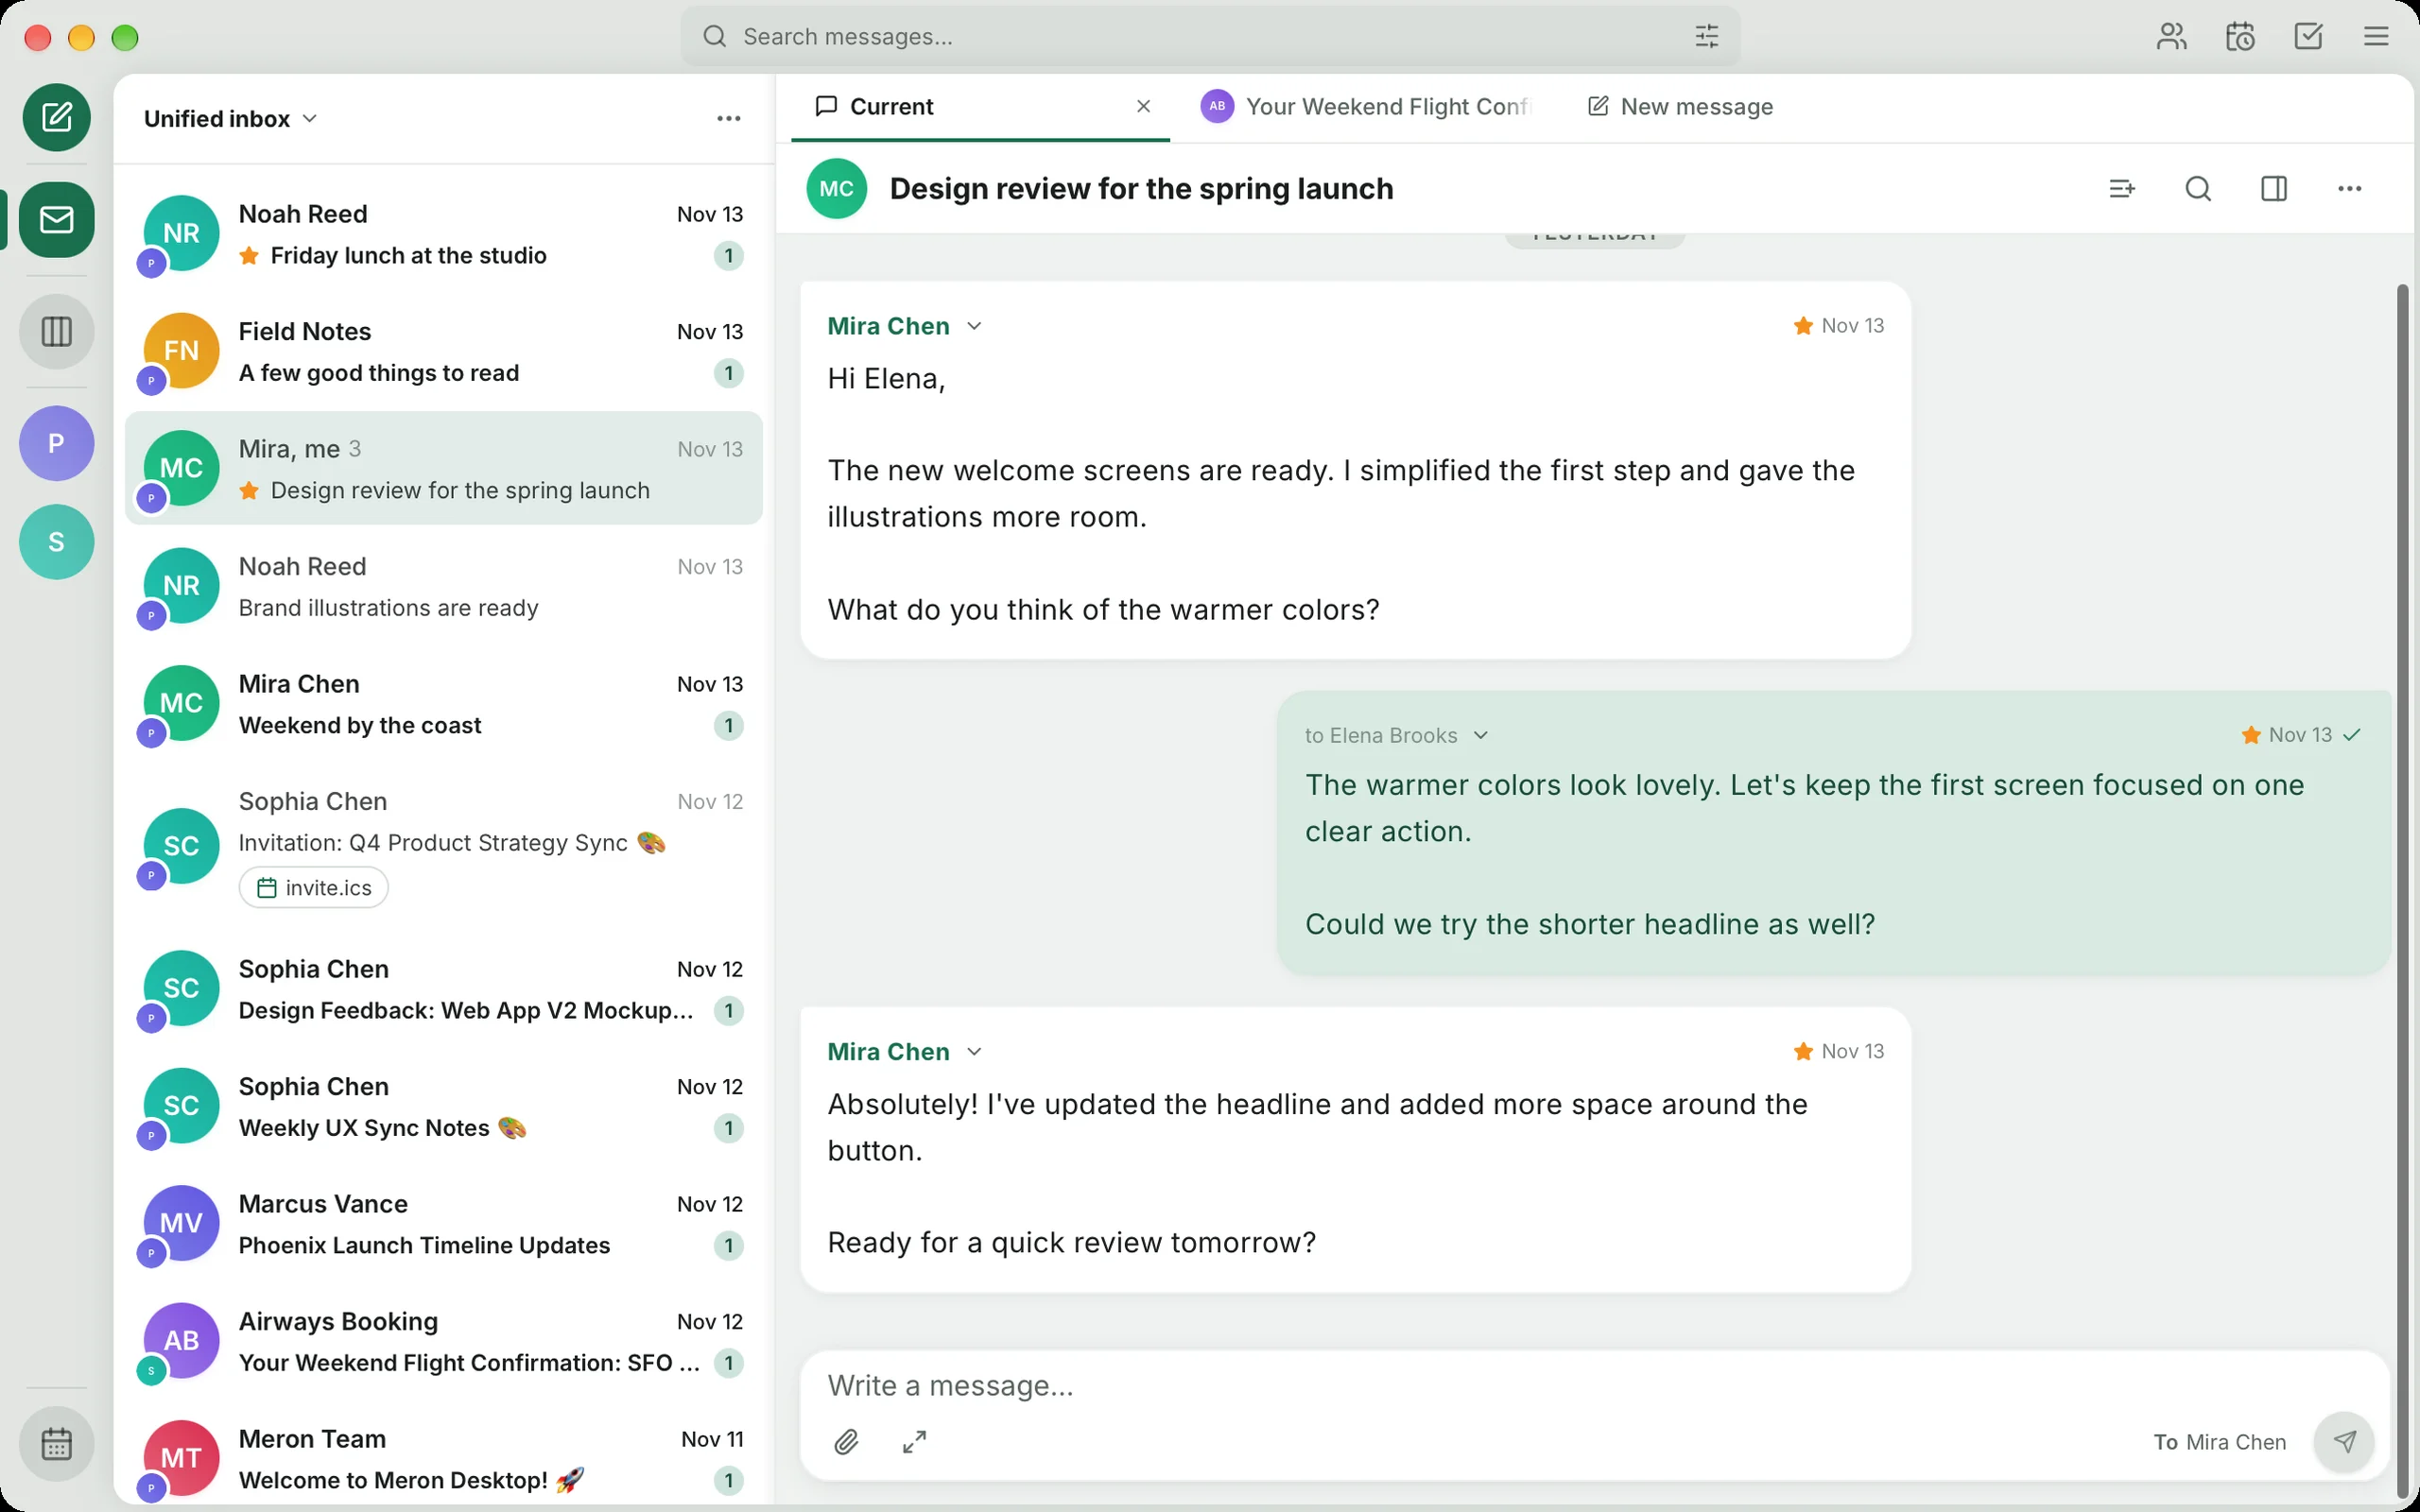 Search messages...
P
S
Unified inbox
NR
P
Noah Reed
Nov 13
Friday lunch at the studio
1
FN
P
Field Notes
Nov 13
A few good things to read
1
MC
P
Mira, me 3
Nov 13
Design review for the spring launch
NR
P
Noah Reed
Nov 13
Brand illustrations are ready
MC
P
Mira Chen
Nov 13
Weekend by the coast
1
SC
P
Sophia Chen
Nov 12
Invitation: Q4 Product Strategy Sync 🎨
invite.ics
SC
P
Sophia Chen
Nov 12
Design Feedback: Web App V2 Mockup...
1
SC
P
Sophia Chen
Nov 12
Weekly UX Sync Notes 🎨
1
MV
P
Marcus Vance
Nov 12
Phoenix Launch Timeline Updates
1
AB
S
Airways Booking
Nov 12
Your Weekend Flight Confirmation: SFO ...
1
MT
P
Meron Team
Nov 11
Welcome to Meron Desktop! 🚀
1
Current
AB
Your Weekend Flight Conf
New message
MC
Design review for the spring launch
YESTERDAY
Mira Chen
Nov 13
Hi Elena,
The new welcome screens are ready. I simplified the first step and gave the
illustrations more room.
What do you think of the warmer colors?
to Elena Brooks
Nov 13
The warmer colors look lovely. Let's keep the first screen focused on one
clear action.
Could we try the shorter headline as well?
Mira Chen
Nov 13
Absolutely! I've updated the headline and added more space around the
button.
Ready for a quick review tomorrow?
Write a message...
To Mira Chen